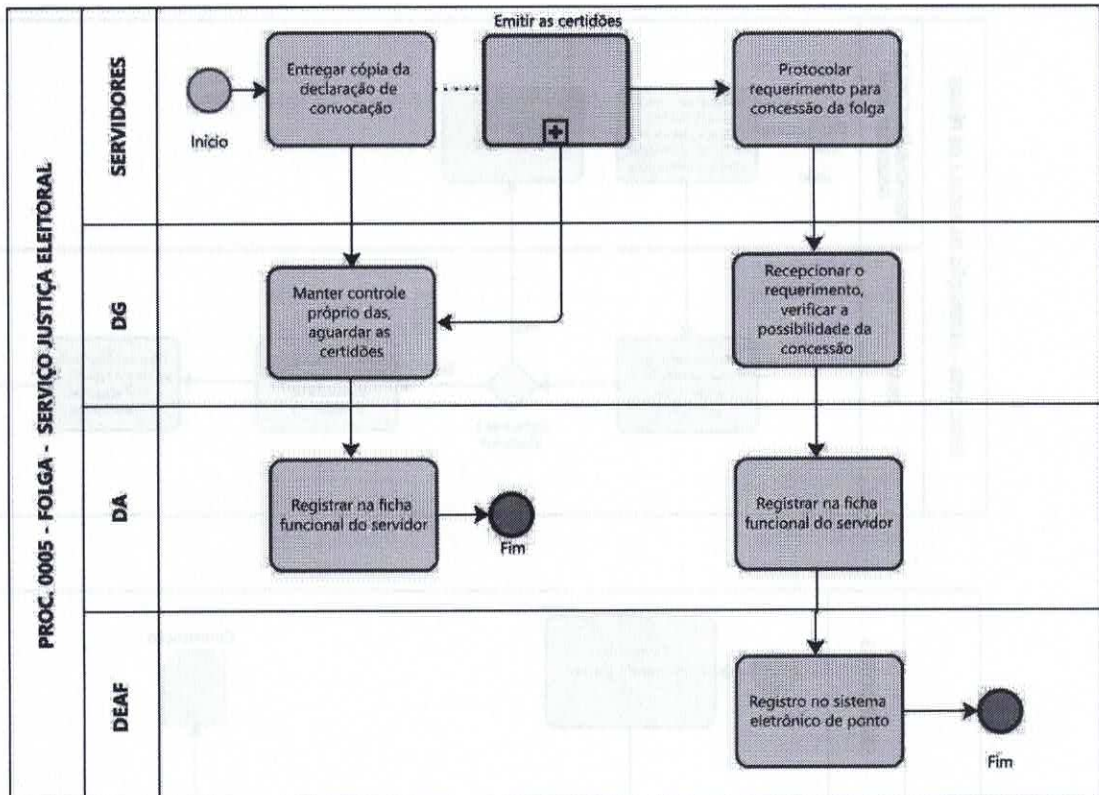 PROC. 0005 - FOLGA - SERVIÇO JUSTIÇA ELEITORAL
SERVIDORES
Início
Entregar cópia da
declaração de
convocação
Emitir as certidões
Protocolar
requerimento para
concessão da folga
DG
Manter controle
próprio das,
aguardar as
certidões
Recepcionar o
requerimento,
verificar a
possibilidade da
concessão
DA
Registrar na ficha
funcional do servidor
Fim
Registrar na ficha
funcional do servidor
DEAF
Registro no sistema
eletrônico de ponto
Fim